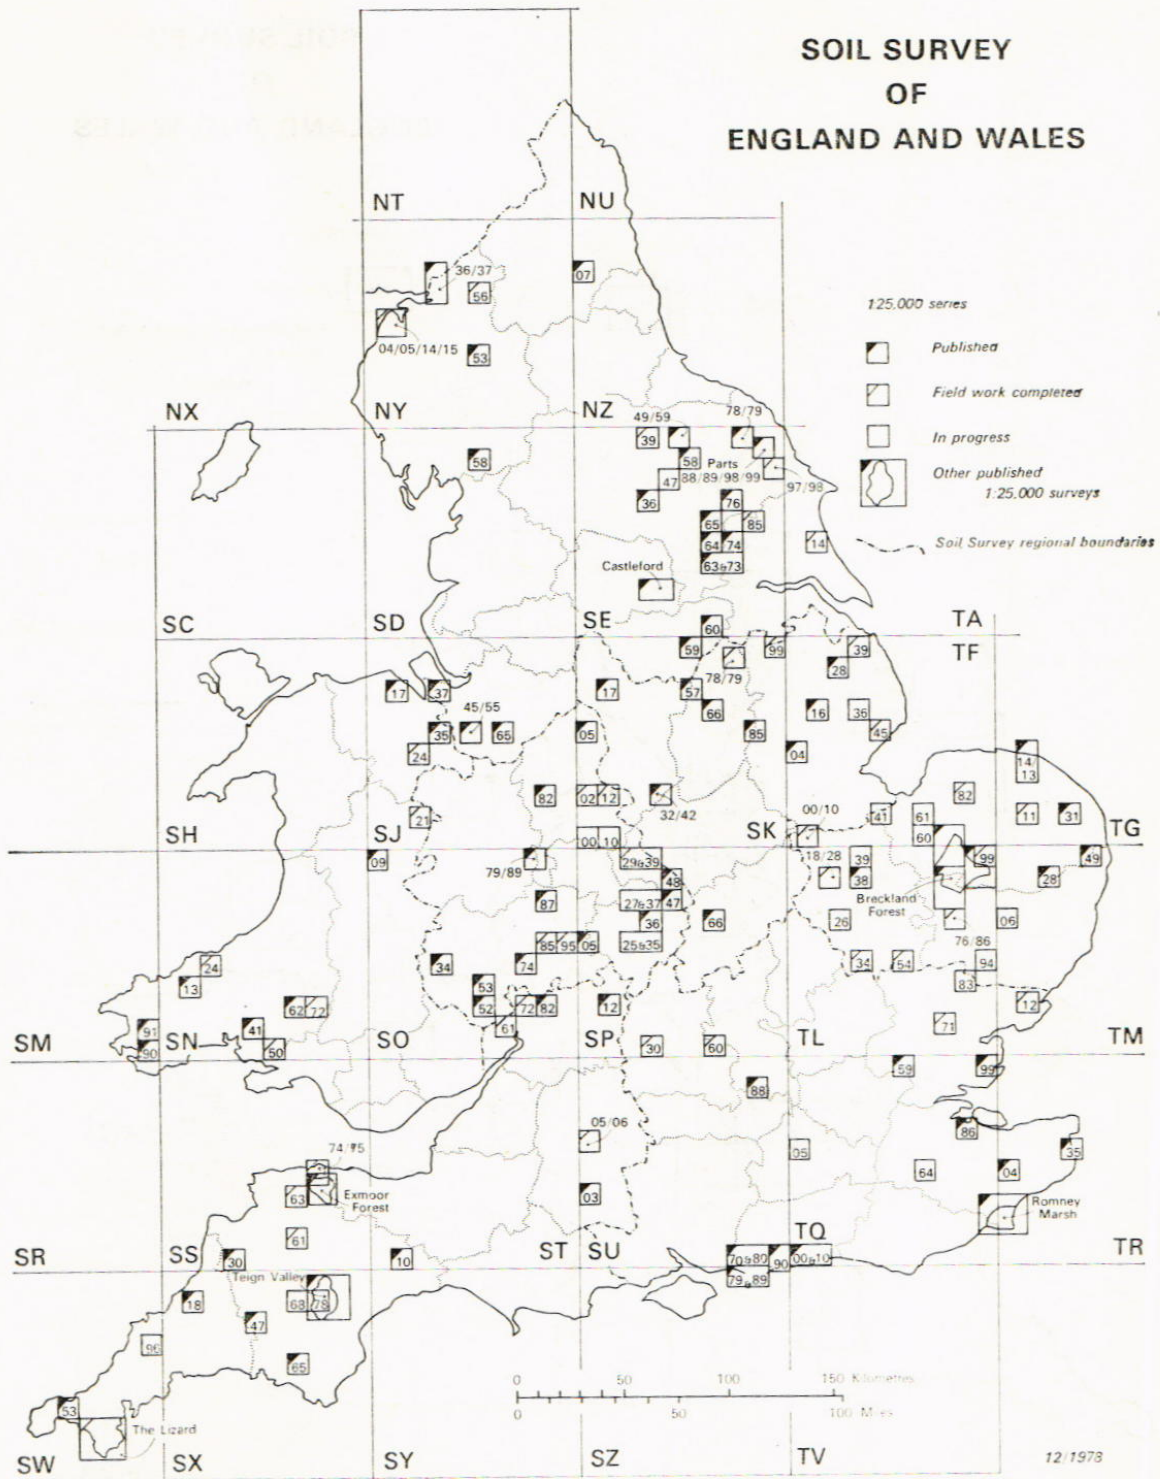 SOIL SURVEY
OF
ENGLAND AND WALES
NT
NU
36/37
07
56
1:25,000 series
04/05/14/15
Published
53
Field work completed
NX
NY
NZ
49/59
78/79
39
In progress
58
58
Parts
Other published
1:25,000 surveys
47
88/89/98/99
97/98
36
76
65
85
64
74
14
Soil Survey regional boundaries
63&73
Castleford
SC
SD
SE
60
TA
59
99
39
TF
78/79
28
17
37
17
57
45/55
66
16
36
35
65
05
85
45
24
04
14/
13
82
02
12
82
32/42
00/10
21
41
61
11
31
SH
SJ
00
10
SK
60
TG
09
29&39
18/28
39
99
49
79/89
48
38
28
87
27&37
47
Breckland
Forest
36
66
26
06
85
95
05
25&35
76/86
34
74
34
54
94
24
53
83
13
62
72
52
72
82
12
12
91
41
61
71
SM
90
SN
50
SO
SP
30
60
TL
TM
59
99
88
05/06
86
74/75
05
35
64
04
63
Exmoor
Forest
03
Romney
Marsh
61
TQ
SR
SS
30
10
ST
SU
70&80
90
00&10
TR
Teign Valley
79&89
18
68
78
47
96
65
0
50
100
150 Kilometres
53
0
50
100 Miles
The Lizard
SW
SX
SY
SZ
TV
12/1978